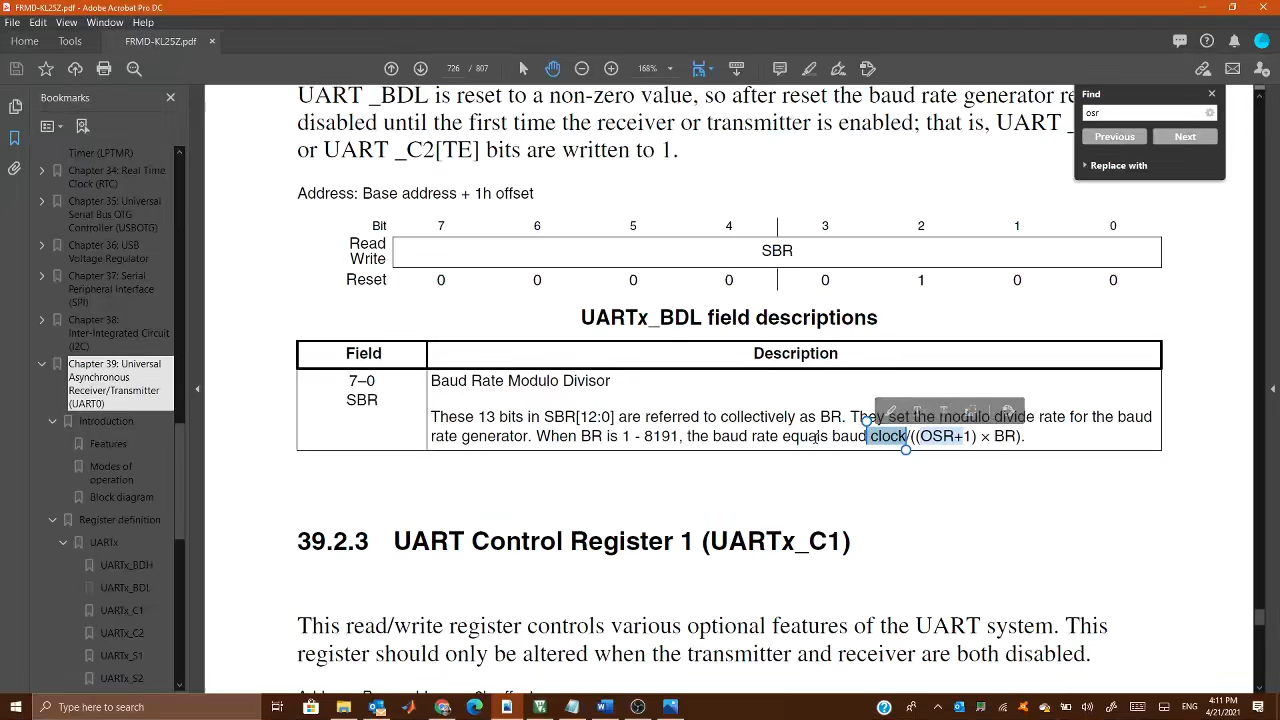 FRMD-KL25Z.pdf - Adobe Acrobat Pro DC
File Edit View Window Help
Home Tools FRMD-KL25Z.pdf ×
726 / 807 168%
Bookmarks
Timer (LPTMR)
Chapter 34: Real
Time Clock (RTC)
Chapter 35:
Universal
Serial Bus OTG
Controller (USBOTG)
Chapter 36: USB
Voltage Regulator
Chapter 37: Serial
Peripheral Interface
(SPI)
Chapter 38:
Inter-Integrated Circuit
(I2C)
Chapter 39: Universal
Asynchronous
Receiver/Transmitter
(UART0)
Introduction
Features
Modes of
operation
Block diagram
Register definition
UARTx
UARTx_BDH
UARTx_BDL
UARTx_C1
UARTx_C2
UARTx_S1
UARTx_S2
UART _BDL is reset to a non-zero value, so after reset the baud rate generator re
disabled until the first time the receiver or transmitter is enabled; that is, UART _
or UART _C2[TE] bits are written to 1.
Find
osr
Previous Next
Replace with
Address: Base address + 1h offset
Bit 7 6 5 4 3 2 1 0
Read
Write
SBR
Reset 0 0 0 0 0 1 0 0
UARTx_BDL field descriptions
Field Description
7–0
SBR
Baud Rate Modulo Divisor
These 13 bits in SBR[12:0] are referred to collectively as BR. They set the modulo divide rate for the baud
rate generator. When BR is 1 - 8191, the baud rate equals baud clock/((OSR+1) × BR).
39.2.3 UART Control Register 1 (UARTx_C1)
This read/write register controls various optional features of the UART system. This
register should only be altered when the transmitter and receiver are both disabled.
Type here to search
4:11 PM
4/21/2021